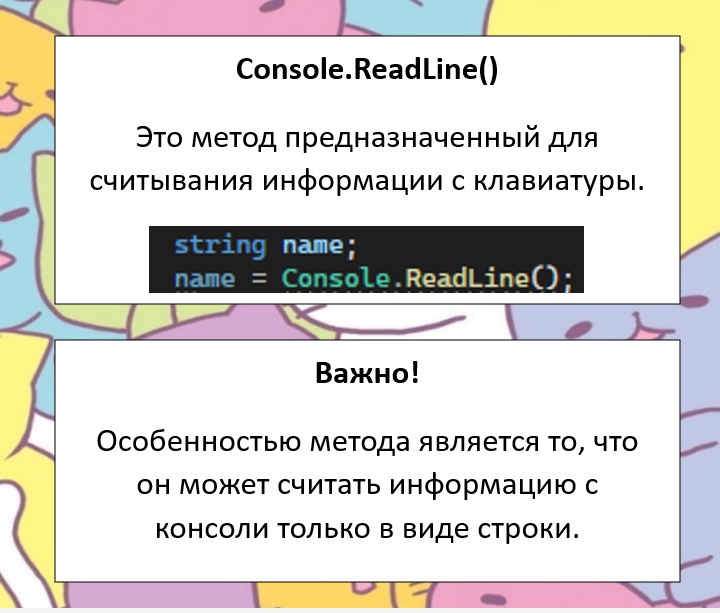 Console.ReadLine()
Это метод предназначенный для
считывания информации с клавиатуры.
string name;
name = Console.ReadLine();
Важно!
Особенностью метода является то, что
он может считать информацию с
консоли только в виде строки.